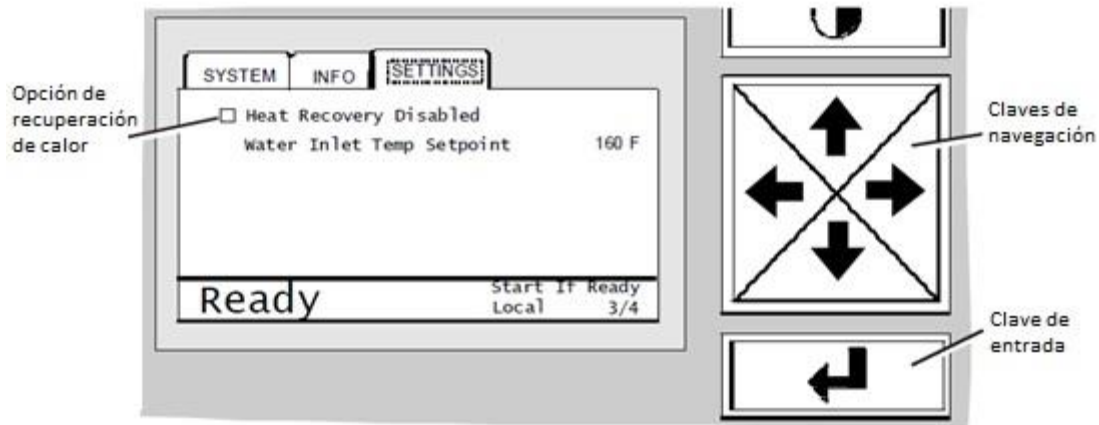 SYSTEM INFO SETTINGS
Opción de
recuperación
de calor
Heat Recovery Disabled
Water Inlet Temp Setpoint 160 F
Claves de
navegación
Ready
Start If Ready
Local 3/4
Clave de
entrada